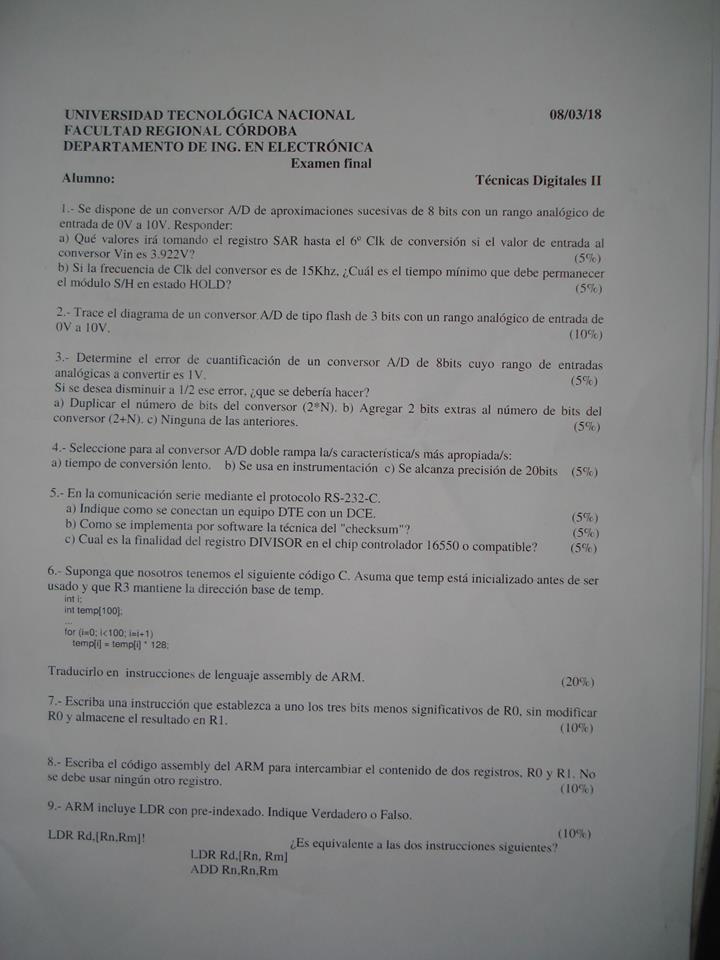 UNIVERSIDAD TECNOLÓGICA NACIONAL 08/03/18
FACULTAD REGIONAL CÓRDOBA
DEPARTAMENTO DE ING. EN ELECTRÓNICA
Examen final
Alumno: Técnicas Digitales II
1.- Se dispone de un conversor A/D de aproximaciones sucesivas de 8 bits con un rango analógico de
entrada de 0V a 10V. Responder:
a) Qué valores irá tomando el registro SAR hasta el 6º Clk de conversión si el valor de entrada al
conversor Vin es 3.922V? (5%)
b) Si la frecuencia de Clk del conversor es de 15Khz, ¿Cuál es el tiempo mínimo que debe permanecer
el módulo S/H en estado HOLD? (5%)
2.- Trace el diagrama de un conversor A/D de tipo flash de 3 bits con un rango analógico de entrada de
0V a 10V. (10%)
3.- Determine el error de cuantificación de un conversor A/D de 8bits cuyo rango de entradas
analógicas a convertir es 1V. (5%)
Si se desea disminuir a 1/2 ese error, ¿que se debería hacer?
a) Duplicar el número de bits del conversor (2*N). b) Agregar 2 bits extras al número de bits del
conversor (2+N). c) Ninguna de las anteriores. (5%)
4.- Seleccione para al conversor A/D doble rampa la/s característica/s más apropiada/s:
a) tiempo de conversión lento. b) Se usa en instrumentación c) Se alcanza precisión de 20bits (5%)
5.- En la comunicación serie mediante el protocolo RS-232-C.
a) Indique como se conectan un equipo DTE con un DCE. (5%)
b) Como se implementa por software la técnica del "checksum"? (5%)
c) Cual es la finalidad del registro DIVISOR en el chip controlador 16550 o compatible? (5%)
6.- Suponga que nosotros tenemos el siguiente código C. Asuma que temp está inicializado antes de ser
usado y que R3 mantiene la dirección base de temp.
int i;
int temp[100];
...
for (i=0; i<100; i=i+1)
temp[i] = temp[i] * 128;
Traducirlo en instrucciones de lenguaje assembly de ARM. (20%)
7.- Escriba una instrucción que establezca a uno los tres bits menos significativos de R0, sin modificar
R0 y almacene el resultado en R1. (10%)
8.- Escriba el código assembly del ARM para intercambiar el contenido de dos registros, R0 y R1. No
se debe usar ningún otro registro. (10%)
9.- ARM incluye LDR con pre-indexado. Indique Verdadero o Falso.
(10%)
LDR Rd,[Rn,Rm]! ¿Es equivalente a las dos instrucciones siguientes?
LDR Rd,[Rn, Rm]
ADD Rn,Rn,Rm